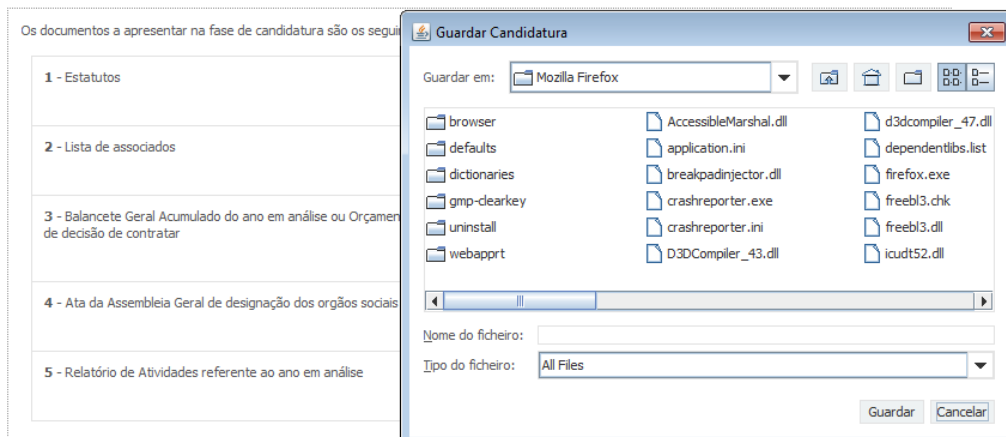 Os documentos a apresentar na fase de candidatura são os
1 - Estatutos
2 - Lista de associados
3 - Balancete Geral Acumulado do ano em análise ou
de decisão de contratar
4 - Ata da Assembleia Geral de designação dos orgãos sociais
5 - Relatório de Atividades referente ao ano em análise
Guardar Candidatura
Guardar em: Mozilla Firefox
browser AccessibleMarshal.dll d3dcompiler_47.dll
defaults application.ini dependentlibs.list
dictionaries breakpadinjector.dll firefox.exe
gmp-clearkey crashreporter.exe freebl3.chk
uninstall crashreporter.ini freebl3.dll
webapprt D3DCompiler_43.dll icudt52.dll
Nome do ficheiro:
Tipo do ficheiro: All Files
Guardar Cancelar